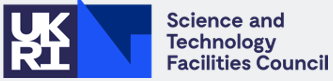 UK
RI
Science and
Technology
Facilities Council